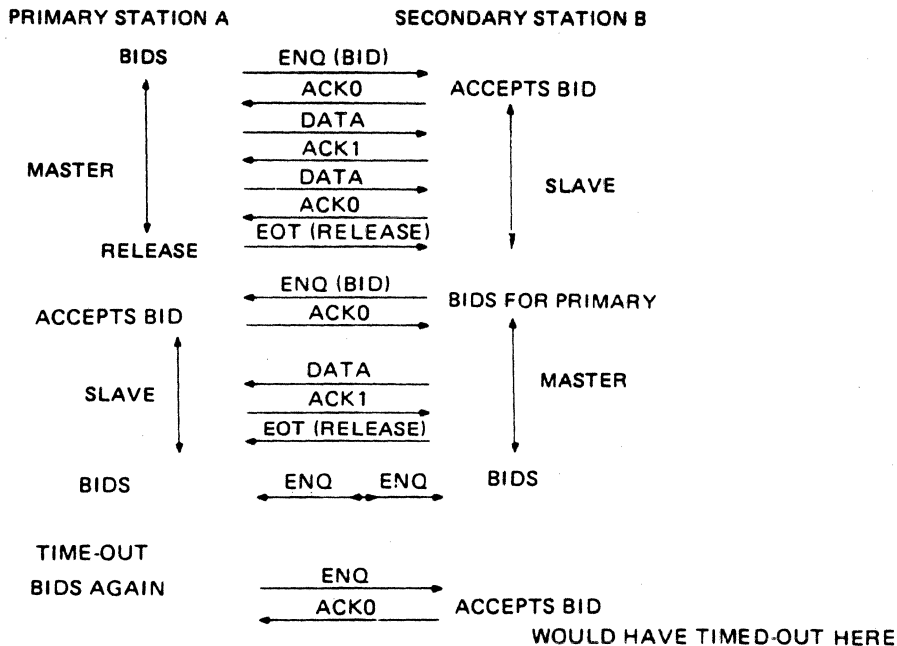 PRIMARY STATION A SECONDARY STATION B
BIDS ENQ (BID)
ACK0 ACCEPTS BID
DATA
ACK1
MASTER DATA SLAVE
ACK0
RELEASE EOT (RELEASE)
ENQ (BID) BIDS FOR PRIMARY
ACCEPTS BID ACK0
DATA MASTER
SLAVE ACK1
EOT (RELEASE)
BIDS ENQ ENQ BIDS
TIME-OUT
BIDS AGAIN ENQ
ACK0 ACCEPTS BID
WOULD HAVE TIMED-OUT HERE